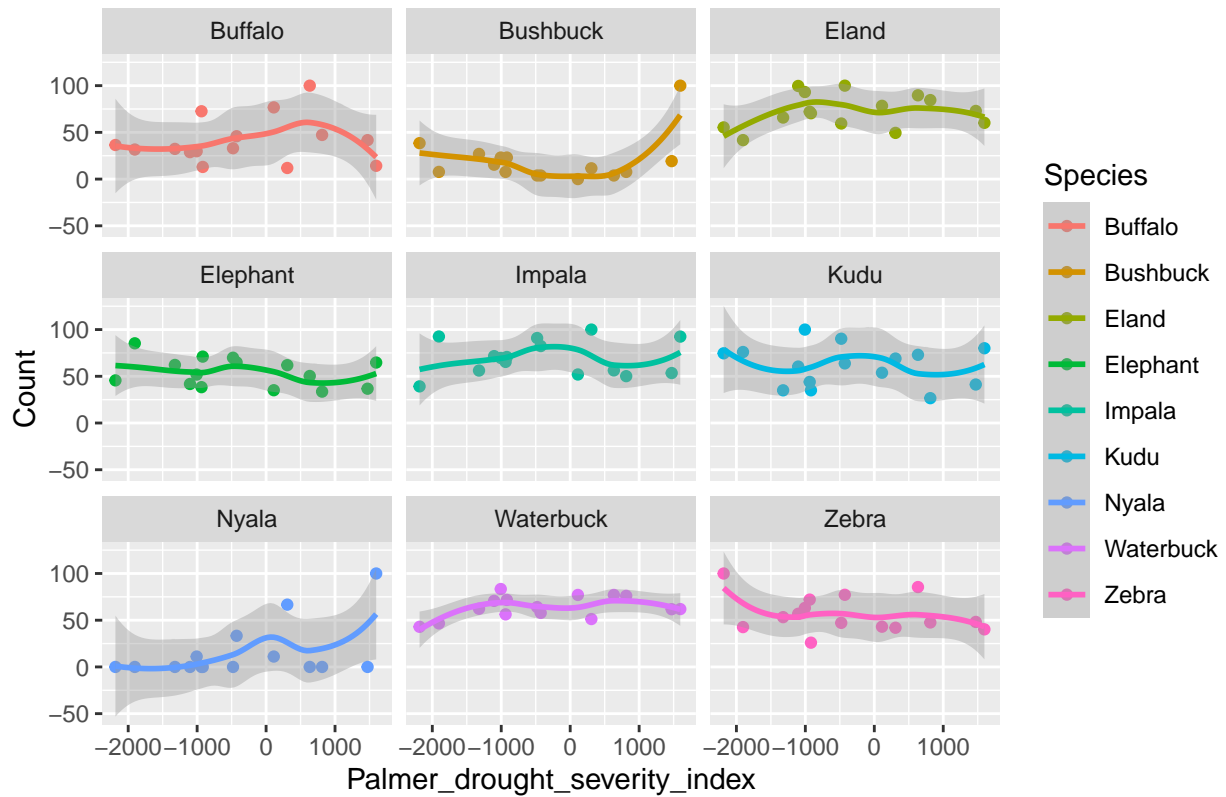 Buffalo Bushbuck Eland
100
50
0
−50
Elephant Impala Kudu
100
50
0
−50
Nyala Waterbuck Zebra
100
50
0
−50
−2000 −1000 0 1000 −2000 −1000 0 1000 −2000 −1000 0 1000
Palmer_drought_severity_index
Count
Species
Buffalo
Bushbuck
Eland
Elephant
Impala
Kudu
Nyala
Waterbuck
Zebra